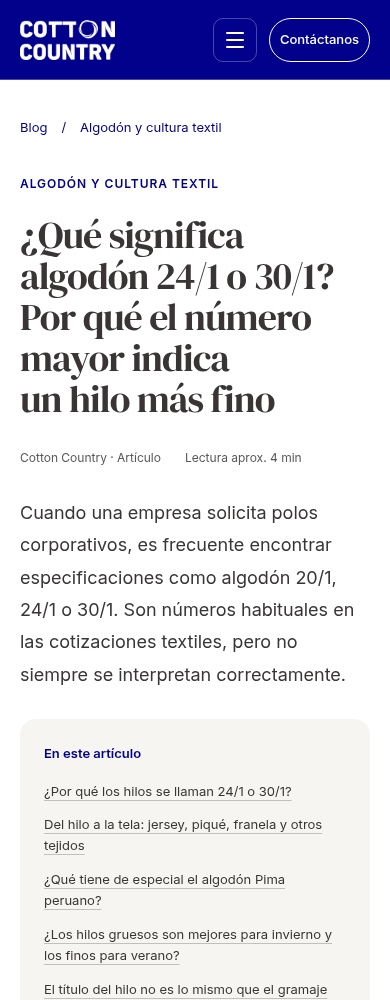 COTTON
COUNTRY
Contáctanos
Blog / Algodón y cultura textil
ALGODÓN Y CULTURA TEXTIL
¿Qué significa
algodón 24/1 o 30/1?
Por qué el número
mayor indica
un hilo más fino
Cotton Country · Artículo Lectura aprox. 4 min
Cuando una empresa solicita polos
corporativos, es frecuente encontrar
especificaciones como algodón 20/1,
24/1 o 30/1. Son números habituales en
las cotizaciones textiles, pero no
siempre se interpretan correctamente.
En este artículo
¿Por qué los hilos se llaman 24/1 o 30/1?
Del hilo a la tela: jersey, piqué, franela y otros
tejidos
¿Qué tiene de especial el algodón Pima
peruano?
¿Los hilos gruesos son mejores para invierno y
los finos para verano?
El título del hilo no es lo mismo que el gramaje